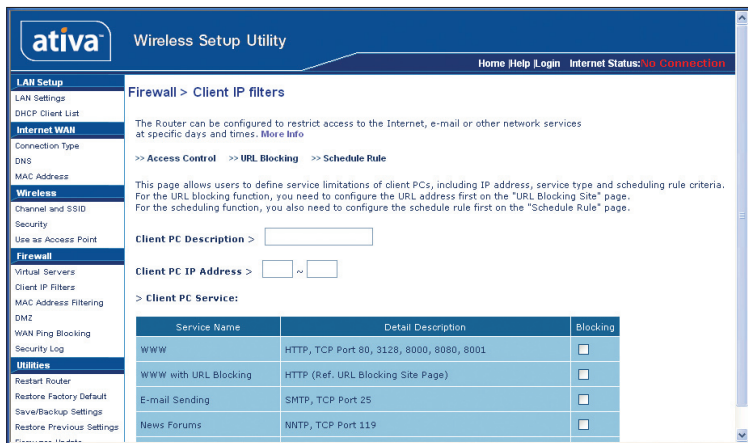 ativa
Wireless Setup Utility
Home |Help |Login Internet Status:No Connection
LAN Setup
LAN Settings
DHCP Client List
Internet WAN
Connection Type
DNS
MAC Address
Wireless
Channel and SSID
Security
Use as Access Point
Firewall
Virtual Servers
Client IP Filters
MAC Address Filtering
DMZ
WAN Ping Blocking
Security Log
Utilities
Restart Router
Restore Factory Default
Save/Backup Settings
Restore Previous Settings
Firmware Update
Firewall > Client IP filters
The Router can be configured to restrict access to the Internet, e-mail or other network services
at specific days and times. More Info
>> Access Control >> URL Blocking >> Schedule Rule
This page allows users to define service limitations of client PCs, including IP address, service type and scheduling rule criteria.
For the URL blocking function, you need to configure the URL address first on the "URL Blocking Site" page.
For the scheduling function, you also need to configure the schedule rule first on the "Schedule Rule" page.
Client PC Description >
Client PC IP Address > ~
> Client PC Service:
Service Name Detail Description Blocking
WWW HTTP, TCP Port 80, 3128, 8000, 8080, 8001
WWW with URL Blocking HTTP (Ref. URL Blocking Site Page)
E-mail Sending SMTP, TCP Port 25
News Forums NNTP, TCP Port 119